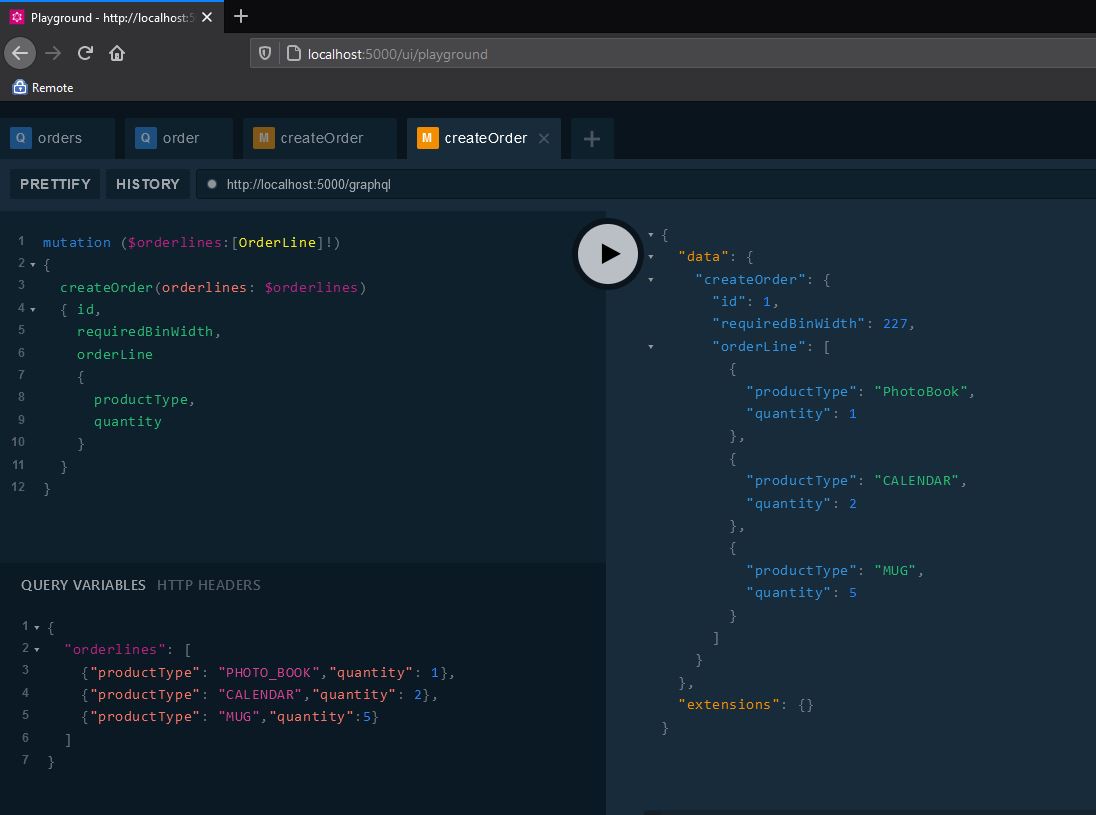 Playground - http://localhost:5
localhost:5000/ui/playground
Remote
Q orders
Q order
M createOrder
M createOrder
PRETTIFY HISTORY http://localhost:5000/graphql
1 mutation ($orderlines:[OrderLine]!)
2 {
3 createOrder(orderlines: $orderlines)
4 { id,
5 requiredBinWidth,
6 orderLine
7 {
8 productType,
9 quantity
10 }
11 }
12 }
QUERY VARIABLES HTTP HEADERS
1 {
2 "orderlines": [
3 {"productType": "PHOTO_BOOK","quantity": 1},
4 {"productType": "CALENDAR","quantity": 2},
5 {"productType": "MUG","quantity":5}
6 ]
7 }
{
"data": {
"createOrder": {
"id": 1,
"requiredBinWidth": 227,
"orderLine": [
{
"productType": "PhotoBook",
"quantity": 1
},
{
"productType": "CALENDAR",
"quantity": 2
},
{
"productType": "MUG",
"quantity": 5
}
]
}
},
"extensions": {}
}